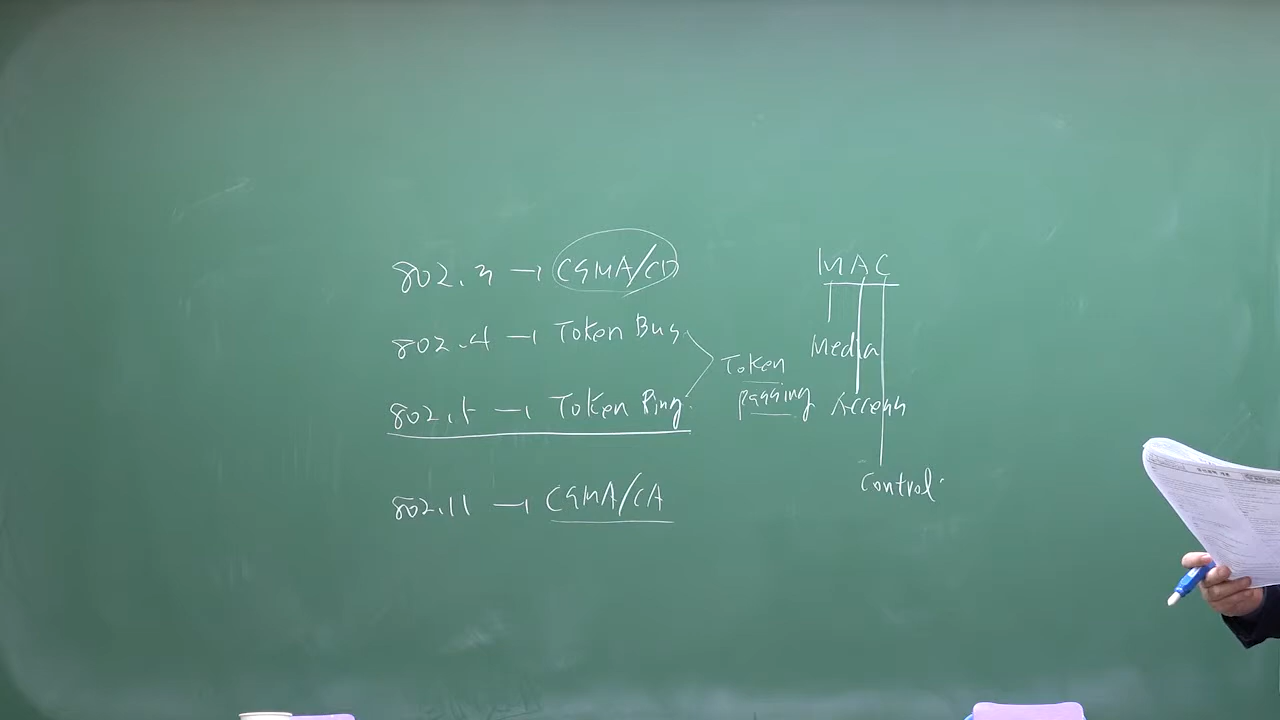 802.3 → CSMA/CD
802.4 → Token Bus
802.5 → Token Ring
Token
passing
802.11 → CSMA/CA
MAC
Media
Access
Control